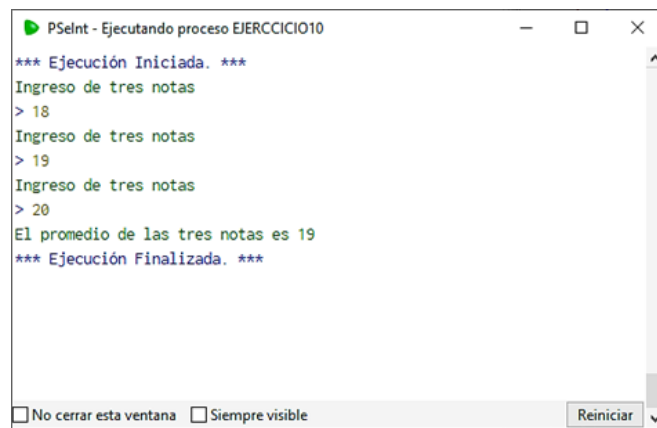 PSeInt - Ejecutando proceso EJERCCICIO10
*** Ejecución Iniciada. ***
Ingreso de tres notas
> 18
Ingreso de tres notas
> 19
Ingreso de tres notas
> 20
El promedio de las tres notas es 19
*** Ejecución Finalizada. ***
No cerrar esta ventana Siempre visible Reiniciar